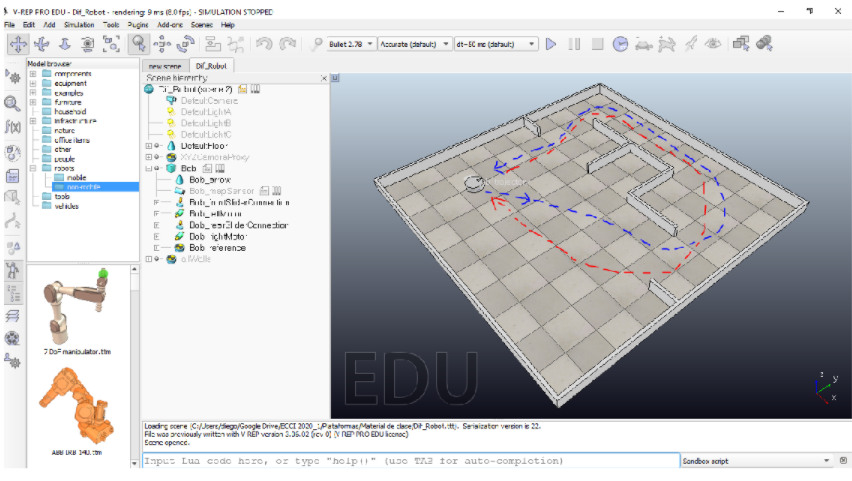 V-REP PRO EDU - Dif_Robot - rendering: 9 ms (8.0 fps) - SIMULATION STOPPED
File Edit Add Simulation Tools Plugins Add-ons Scenes Help
Bullet 2.78 Accurate (default) dt=50 ms (default)
Model browser
components
equipment
examples
furniture
household
infrastructure
nature
office items
other
people
robots
mobile
non-mobile
tools
vehicles
7 DoF manipulator.ttm
ABB IRB 140.ttm
new scene Dif_Robot
Scene hierarchy
Dif_Robot (scene 2)
DefaultCamera
DefaultLightA
DefaultLightB
DefaultLightC
DefaultFloor
XYZCameraProxy
Bob
Bob_arrow
Bob_mapSensor
Bob_frontSliderConnection
Bob_leftMotor
Bob_rearSliderConnection
Bob_rightMotor
Bob_reference
allWalls
EDU
z
y
x
Loading scene (C:/Users/diego/Google Drive/ECCI 2020_1/Plataformas/Material de clase/Dif_Robot.ttt). Serialization version is 22.
File was previously written with V-REP version 3.06.02 (rev 0) (V-REP PRO EDU license)
Scene opened.
Input Lua code here, or type "help()" (use TAB for auto-completion)
Sandbox script